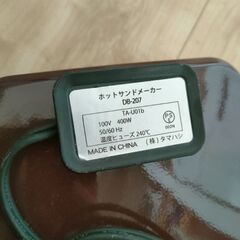 ホットサンドメーカー
DB-207
TA-U01b
100V 400W
50/60 Hz
温度ヒューズ 240℃
MADE IN CHINA (株)タマハシ